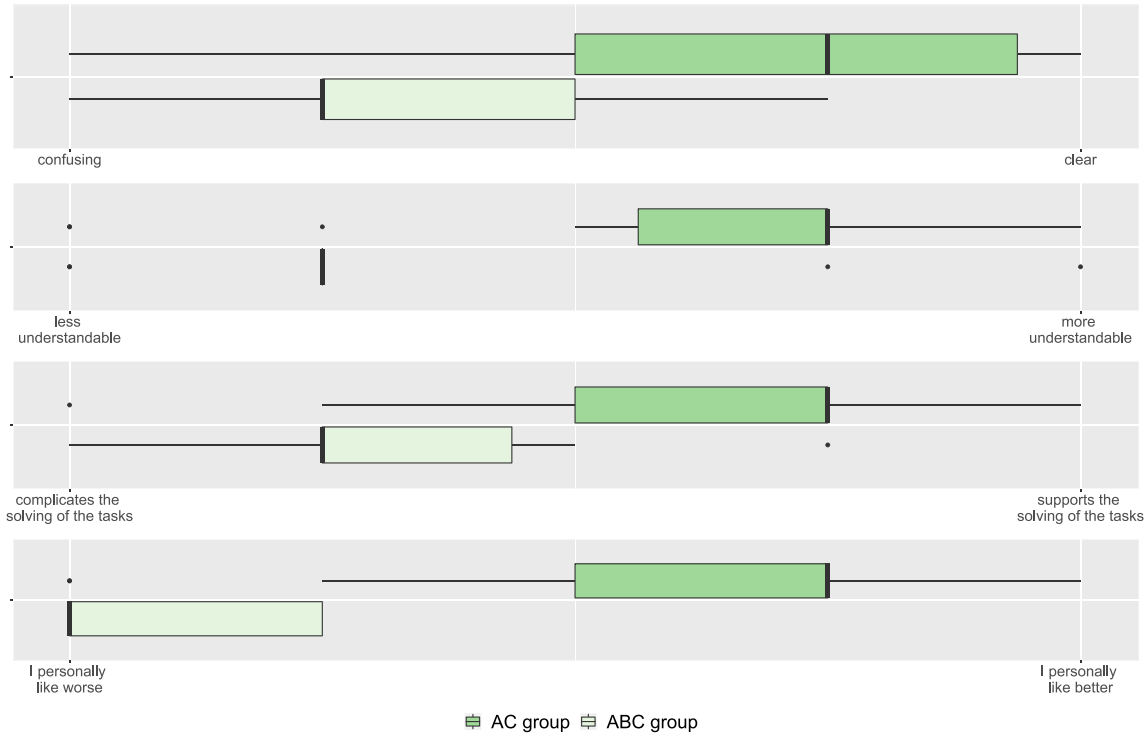 confusing
clear
less
understandable
more
understandable
complicates the
solving of the tasks
supports the
solving of the tasks
I personally
like worse
I personally
like better
AC group
ABC group